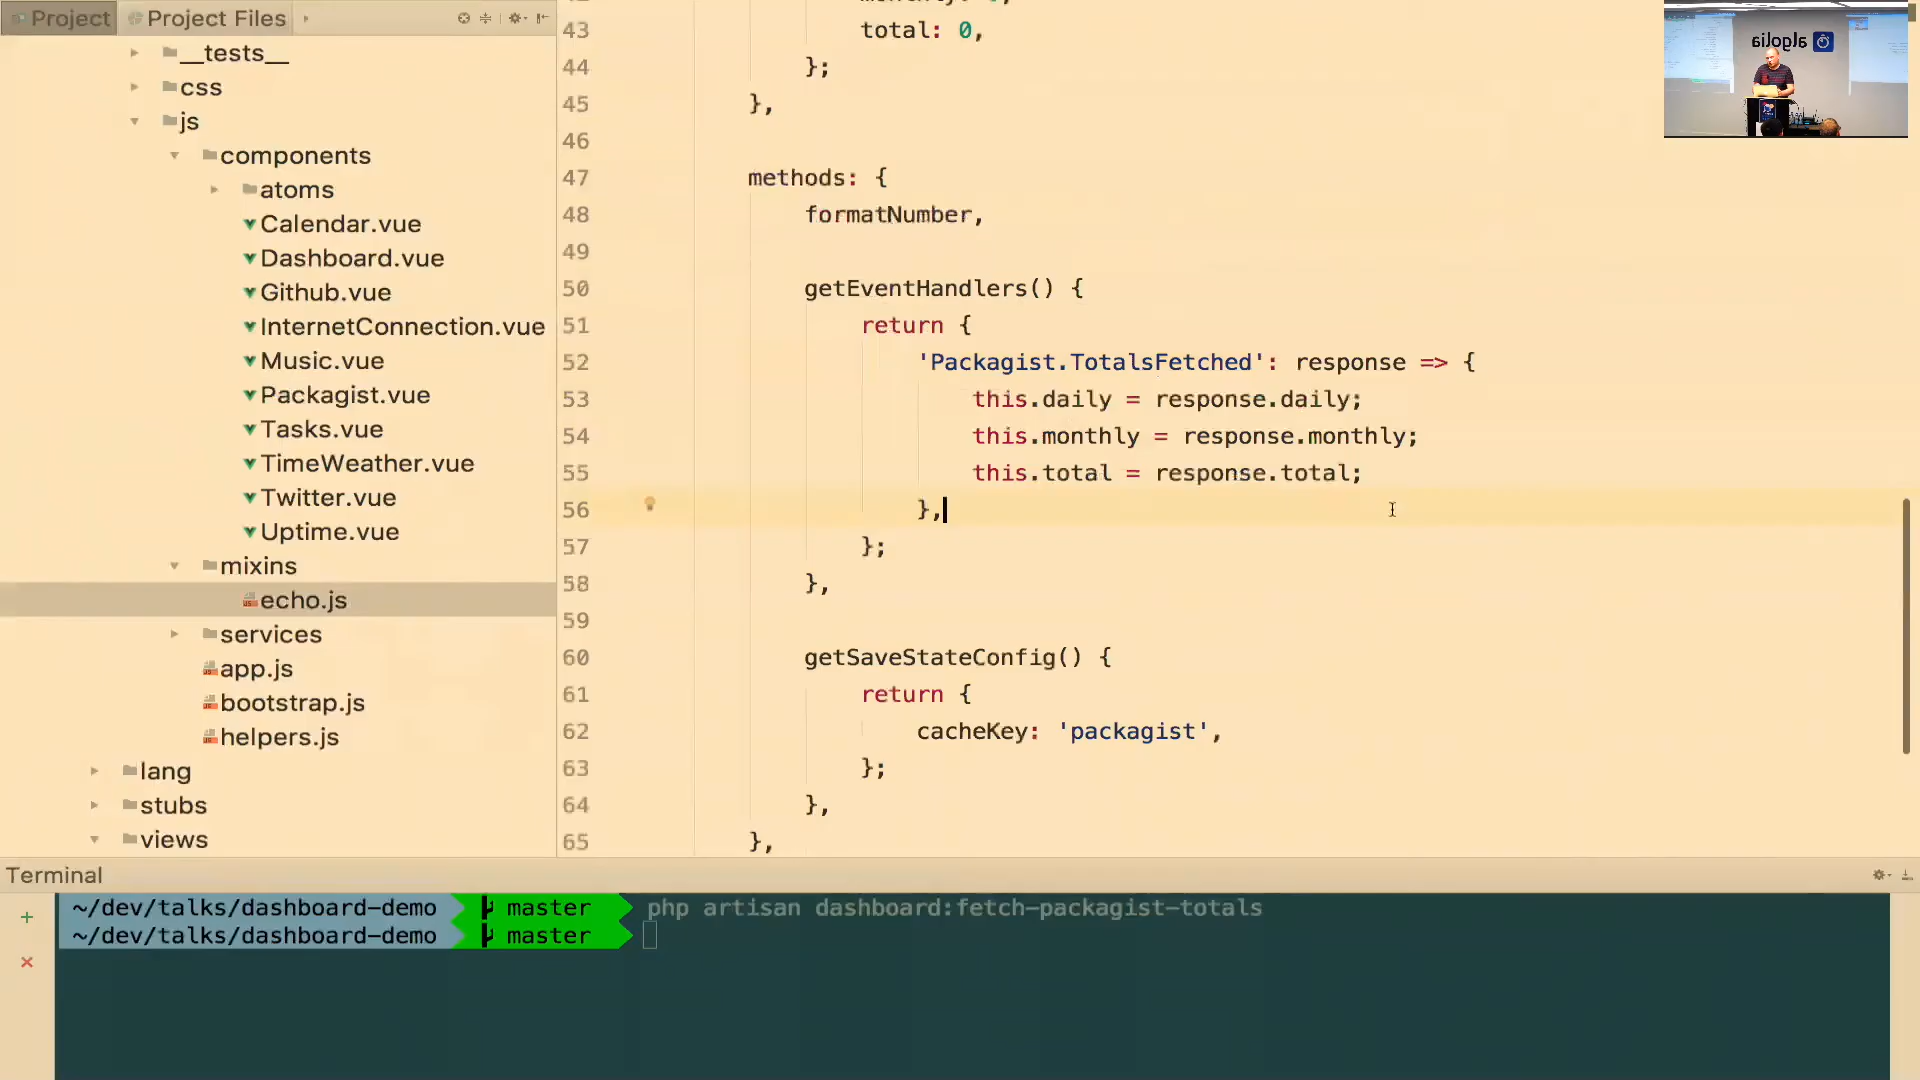 Project
Project Files
__tests__
css
js
components
atoms
Calendar.vue
Dashboard.vue
Github.vue
InternetConnection.vue
Music.vue
Packagist.vue
Tasks.vue
TimeWeather.vue
Twitter.vue
Uptime.vue
mixins
echo.js
services
app.js
bootstrap.js
helpers.js
lang
stubs
views
43 total: 0,
44 };
45 },
46
47 methods: {
48 formatNumber,
49
50 getEventHandlers() {
51 return {
52 'Packagist.TotalsFetched': response => {
53 this.daily = response.daily;
54 this.monthly = response.monthly;
55 this.total = response.total;
56 },
57 };
58 },
59
60 getSaveStateConfig() {
61 return {
62 cacheKey: 'packagist',
63 };
64 },
65 },
algolia
Terminal
~/dev/talks/dashboard-demo master php artisan dashboard:fetch-packagist-totals
~/dev/talks/dashboard-demo master